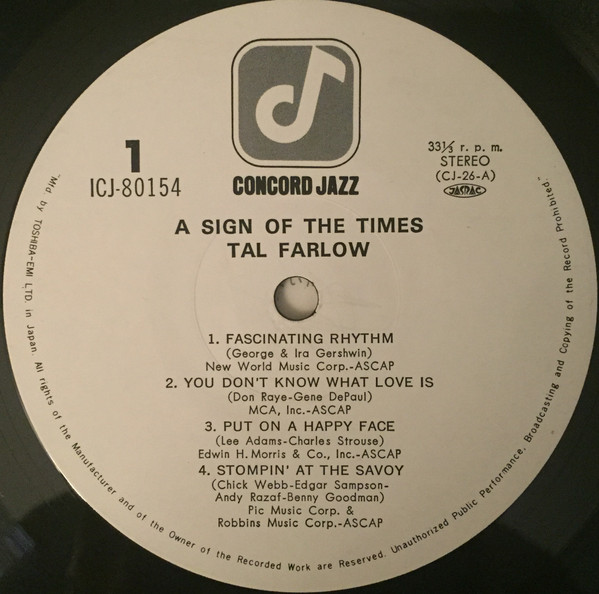 1
ICJ-80154
CONCORD JAZZ
33⅓ r. p. m.
STEREO
(CJ-26-A)
JASRAC
A SIGN OF THE TIMES
TAL FARLOW
1. FASCINATING RHYTHM
(George & Ira Gershwin)
New World Music Corp.-ASCAP
2. YOU DON'T KNOW WHAT LOVE IS
(Don Raye-Gene DePaul)
MCA, Inc.-ASCAP
3. PUT ON A HAPPY FACE
(Lee Adams-Charles Strouse)
Edwin H. Morris & Co., Inc.-ASCAP
4. STOMPIN' AT THE SAVOY
(Chick Webb-Edgar Sampson-
Andy Razaf-Benny Goodman)
Pic Music Corp. &
Robbins Music Corp.-ASCAP
"Mfd by TOSHIBA-EMI LTD. in Japan. All rights of the Manufacturer and of the Owner of the Recorded Work are Reserved. Unauthorized Public Performance, Broadcasting and Copying of the Record Prohibited."